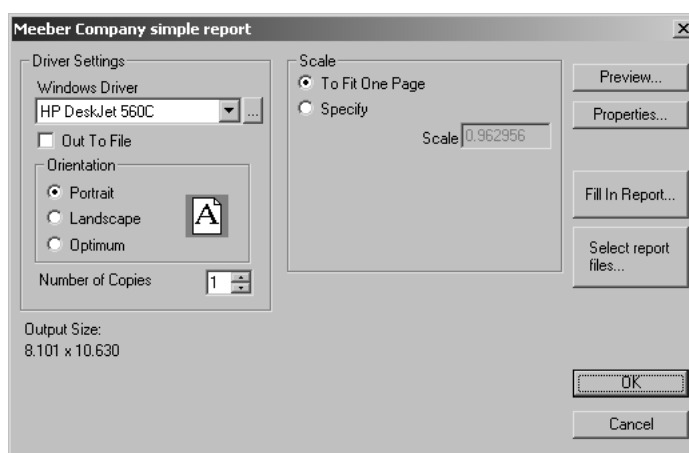 Meeber Company simple report
Driver Settings
Windows Driver
HP DeskJet 560C
...
Out To File
Orientation
Portrait
Landscape
Optimum
A
Number of Copies
1
Output Size:
8.101 x 10.630
Scale
To Fit One Page
Specify
Scale 0.962956
Preview...
Properties...
Fill In Report...
Select report
files...
OK
Cancel